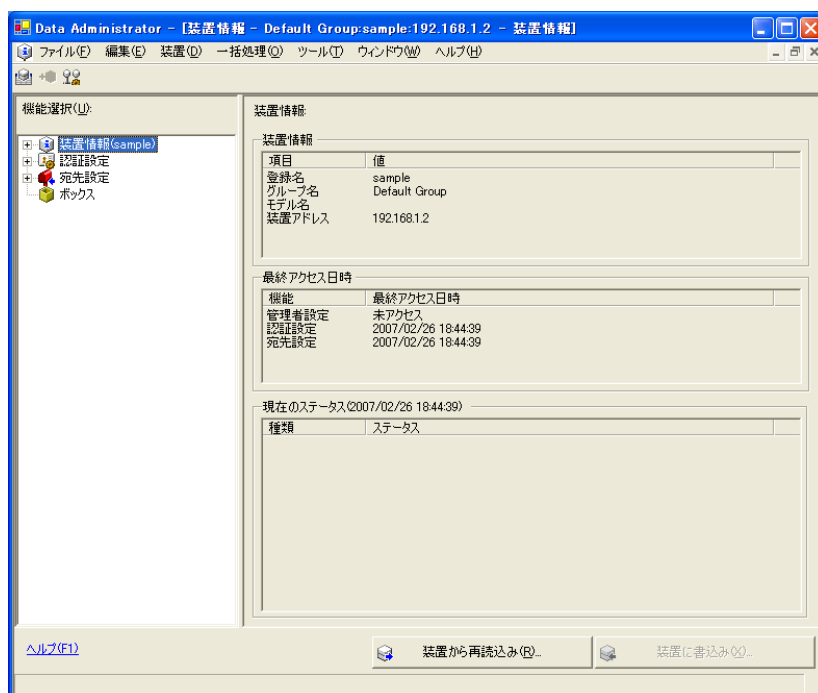 Data Administrator - [装置情報 - Default Group:sample:192.168.1.2 - 装置情報]
ファイル(F) 編集(E) 装置(D) 一括処理(O) ツール(T) ウィンドウ(W) ヘルプ(H)
機能選択(U):
装置情報(sample)
認証設定
宛先設定
ボックス
装置情報:
装置情報
項目 値
登録名 sample
グループ名 Default Group
モデル名
装置アドレス 192.168.1.2
最終アクセス日時
機能 最終アクセス日時
管理者設定 未アクセス
認証設定 2007/02/26 18:44:39
宛先設定 2007/02/26 18:44:39
現在のステータス(2007/02/26 18:44:39)
種類 ステータス
ヘルプ(F1)
装置から再読込み(R)...
装置に書込み(X)...